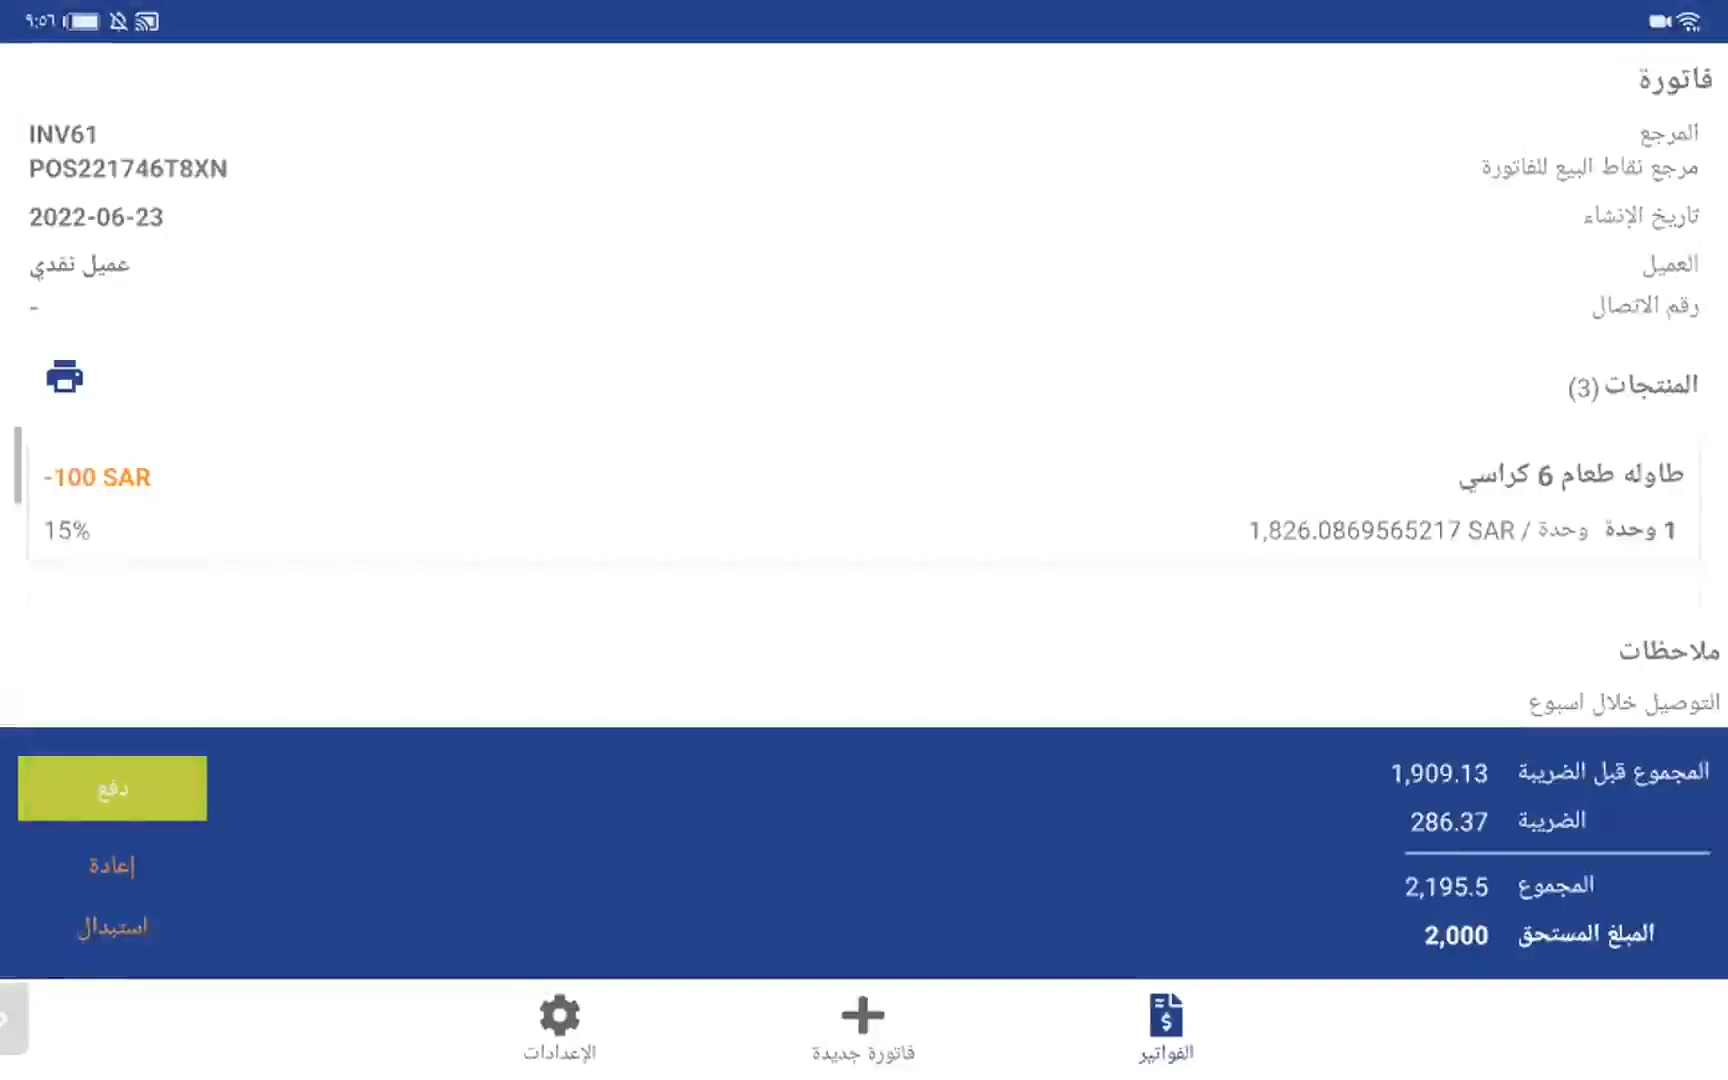 ٩:٥٦
فاتورة
المرجع INV61
مرجع نقاط البيع للفاتورة POS221746T8XN
تاريخ الإنشاء 2022-06-23
العميل عميل نقدي
رقم الاتصال -
المنتجات (3)
طاوله طعام 6 كراسي -100 SAR
1 وحدة وحدة / 1,826.0869565217 SAR 15%
ملاحظات
التوصيل خلال اسبوع
المجموع قبل الضريبة 1,909.13
الضريبة 286.37
المجموع 2,195.5
المبلغ المستحق 2,000
دفع
إعادة
استبدال
الفواتير
فاتورة جديدة
الإعدادات